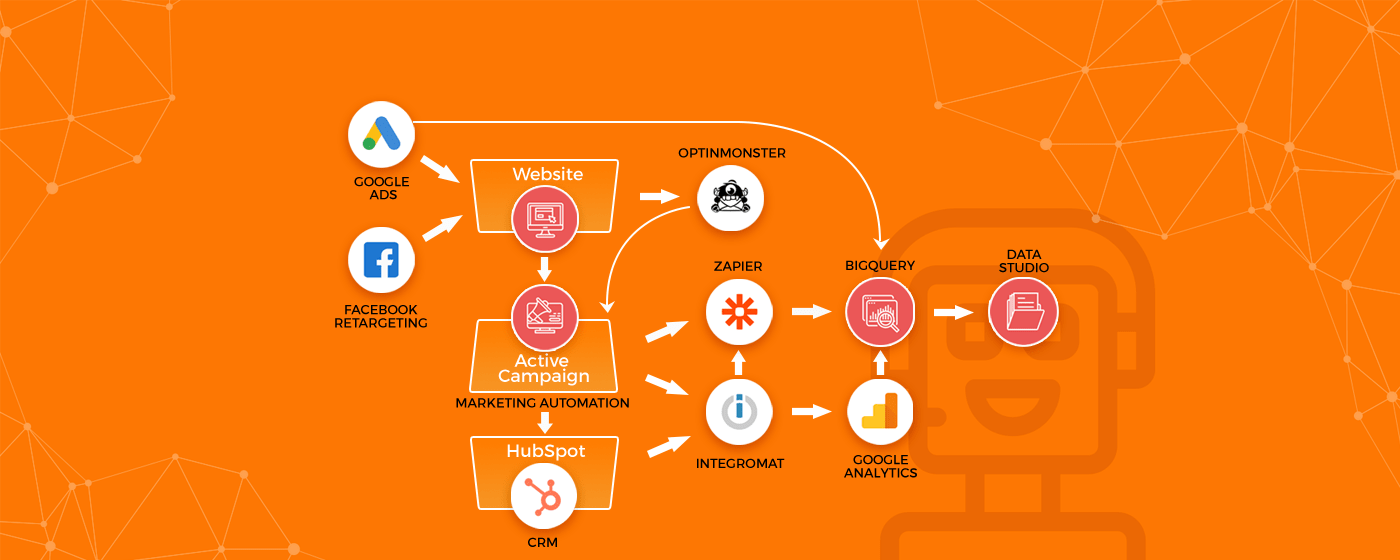 GOOGLE
ADS
FACEBOOK
RETARGETING
Website
OPTINMONSTER
Active
Campaign
MARKETING AUTOMATION
HubSpot
CRM
ZAPIER
INTEGROMAT
BIGQUERY
GOOGLE
ANALYTICS
DATA
STUDIO